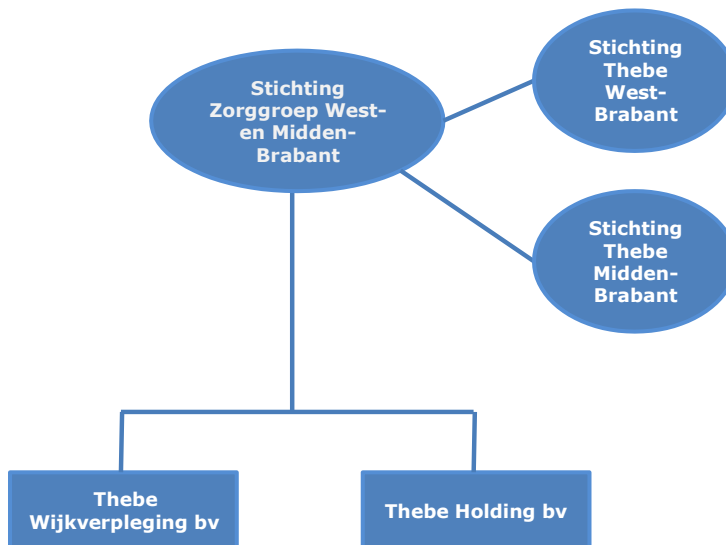 Stichting
Zorggroep West-
en Midden-
Brabant
Stichting
Thebe
West-
Brabant
Stichting
Thebe
Midden-
Brabant
Thebe
Wijkverpleging bv
Thebe Holding bv